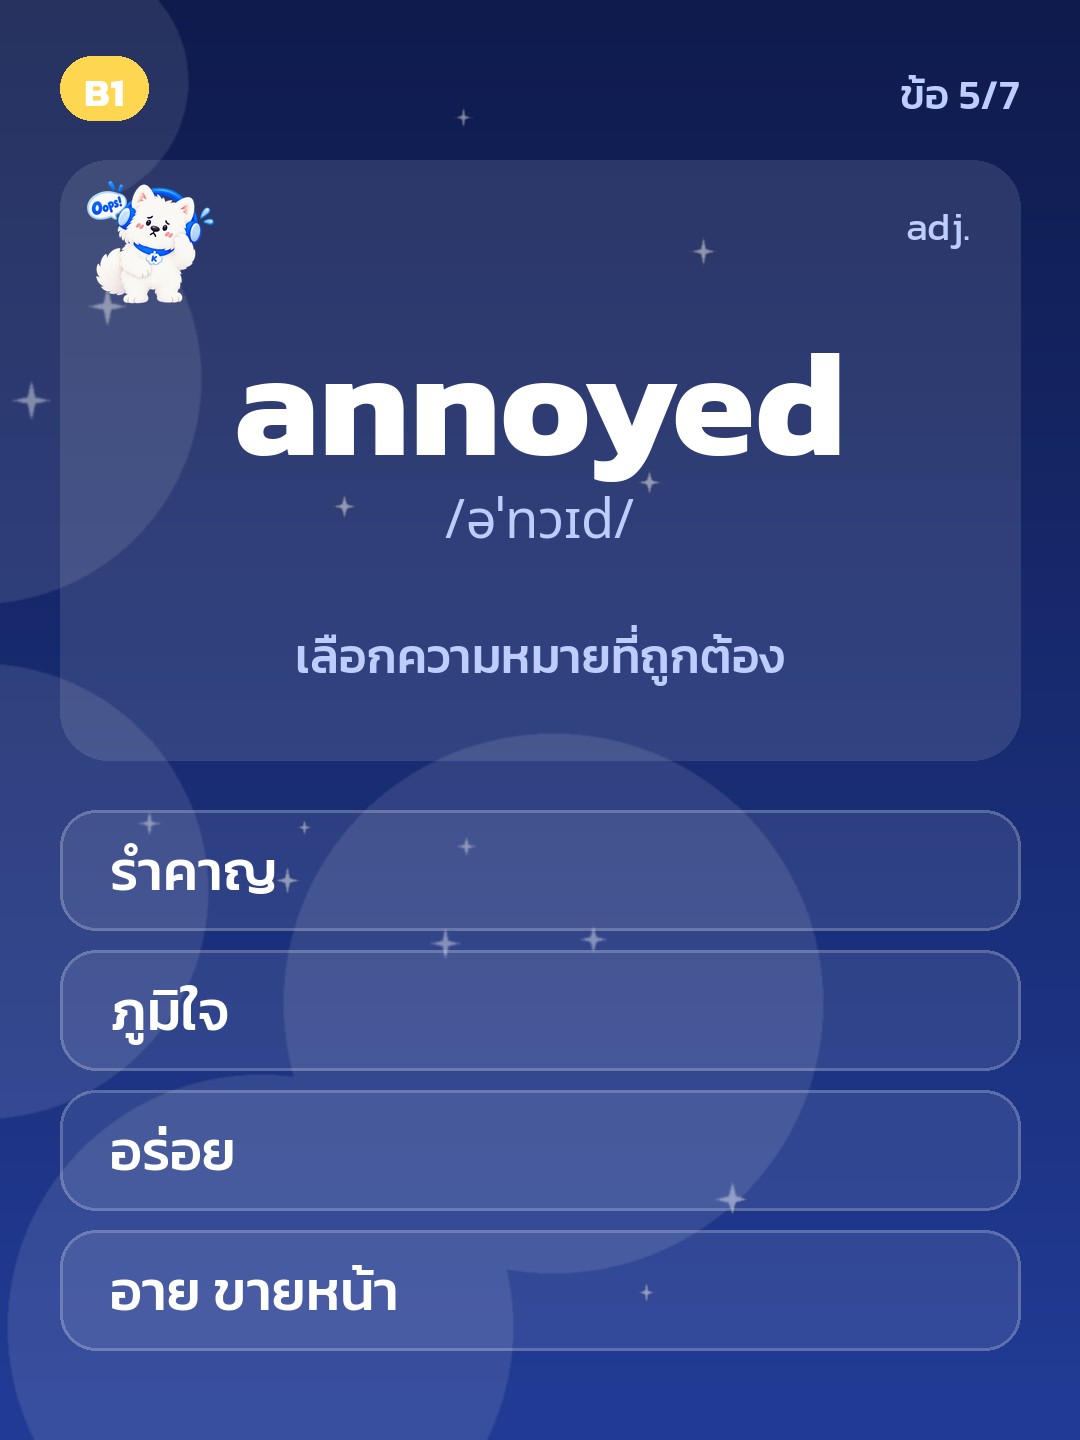 B1
ข้อ 5/7
Oops!
adj.
K
annoyed
/əˈnɔɪd/
เลือกความหมายที่ถูกต้อง
รำคาญ
ภูมิใจ
อร่อย
อาย ขายหน้า